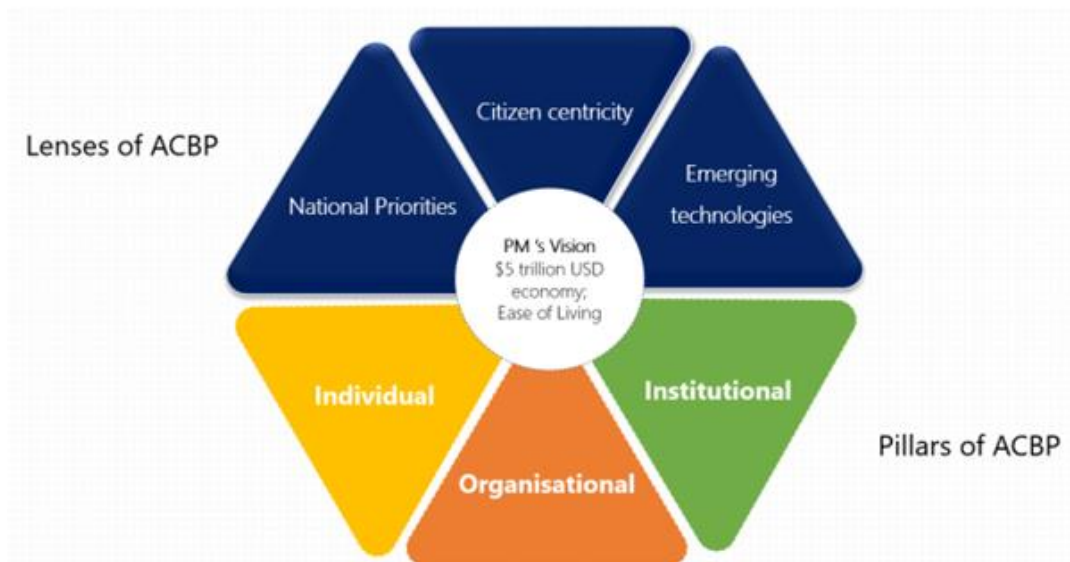 Citizen centricity
Lenses of ACBP
Emerging
technologies
National Priorities
PM 's Vision
$5 trillion USD
economy;
Ease of Living
Individual
Institutional
Pillars of ACBP
Organisational